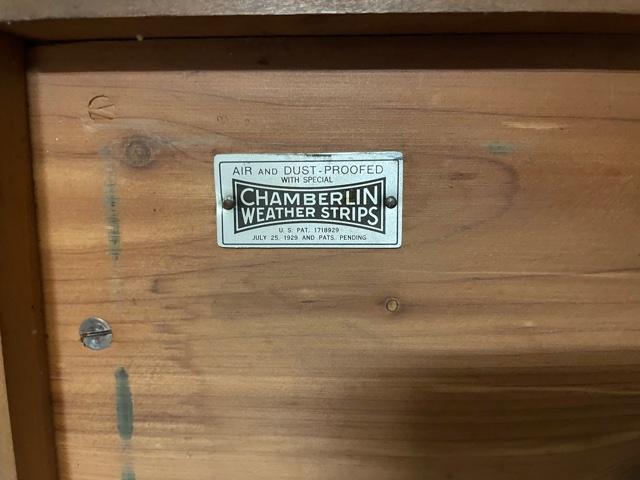 AIR AND DUST-PROOFED
WITH SPECIAL
CHAMBERLIN
WEATHER STRIPS
U. S. PAT. 1718929
JULY 25, 1929 AND PATS. PENDING